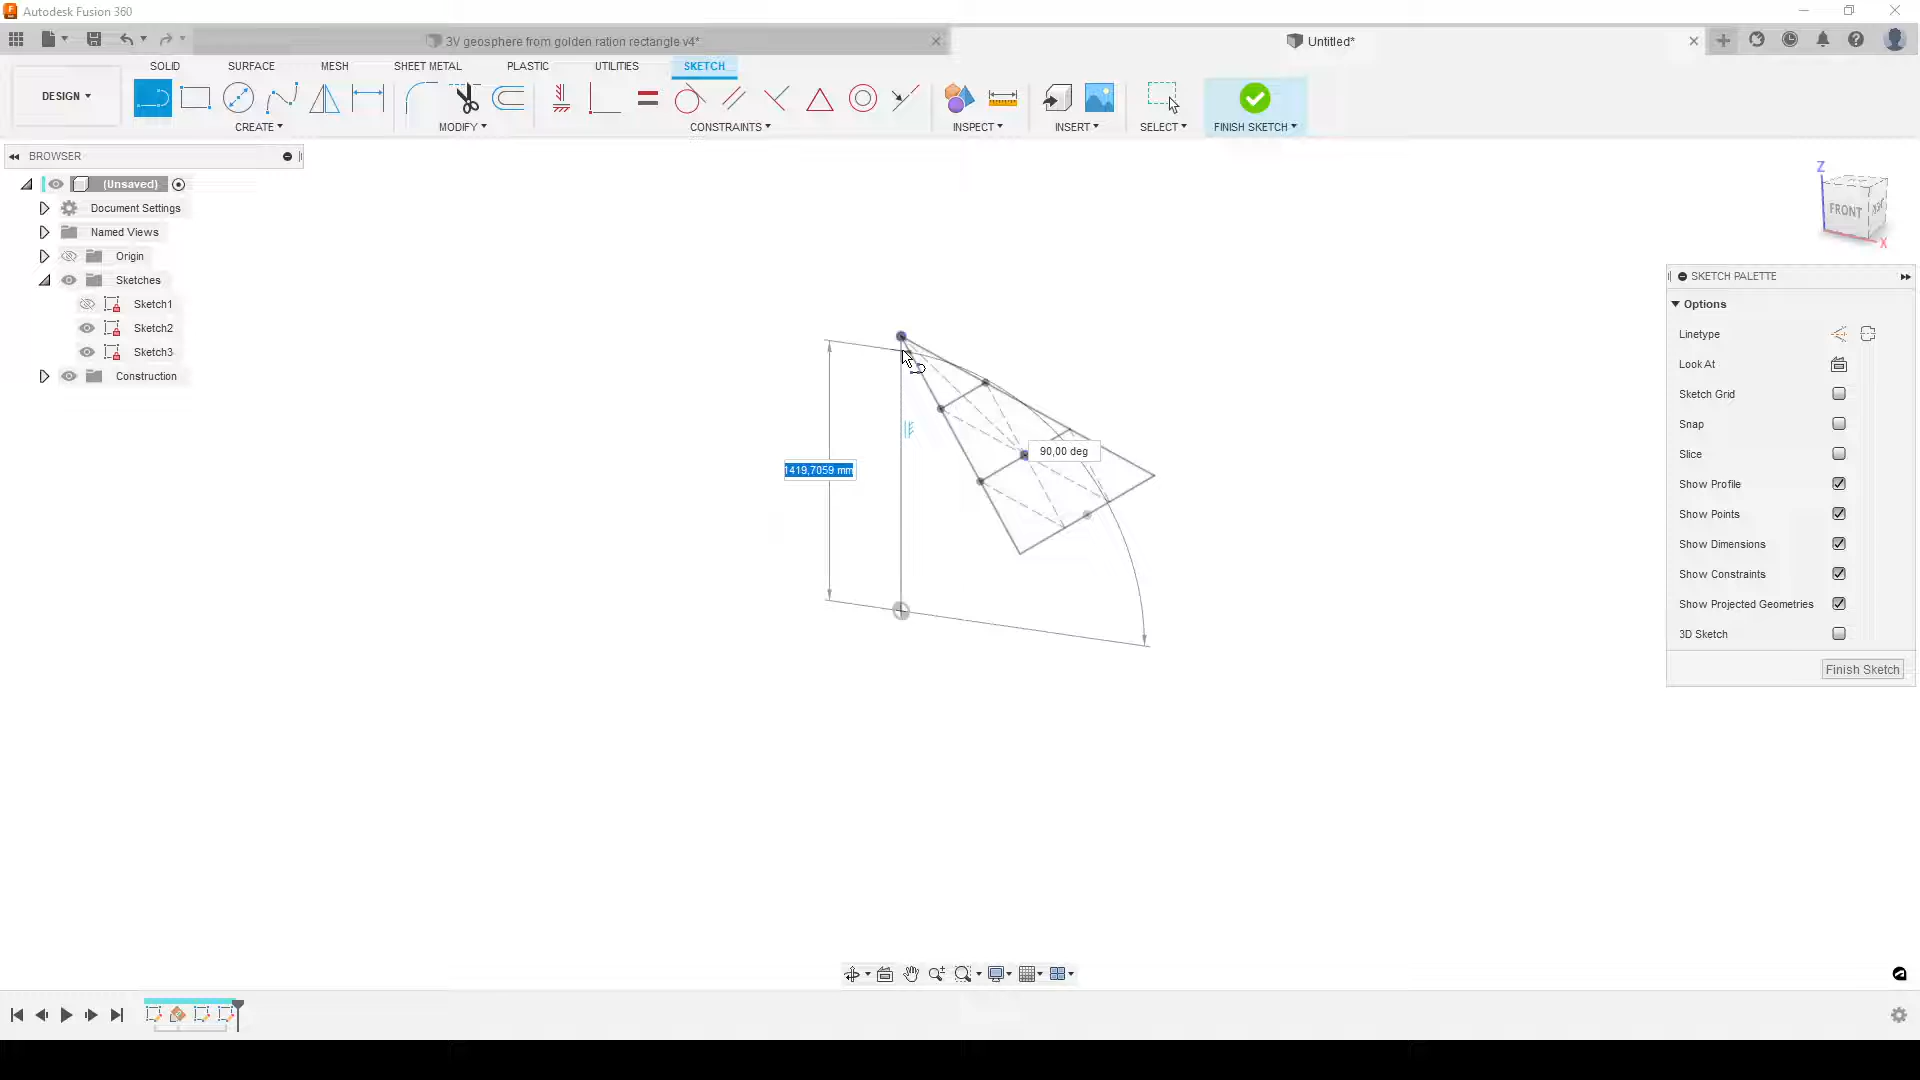 Autodesk Fusion 360
3V geosphere from golden ration rectangle v4*
Untitled*
SOLID
SURFACE
MESH
SHEET METAL
PLASTIC
UTILITIES
SKETCH
DESIGN
CREATE
MODIFY
CONSTRAINTS
INSPECT
INSERT
SELECT
FINISH SKETCH
BROWSER
(Unsaved)
Document Settings
Named Views
Origin
Sketches
Sketch1
Sketch2
Sketch3
Construction
Z
FRONT
X
SKETCH PALETTE
Options
Linetype
Look At
Sketch Grid
Snap
Slice
Show Profile
Show Points
Show Dimensions
Show Constraints
Show Projected Geometries
3D Sketch
Finish Sketch
90,00 deg
1419,7059 mm